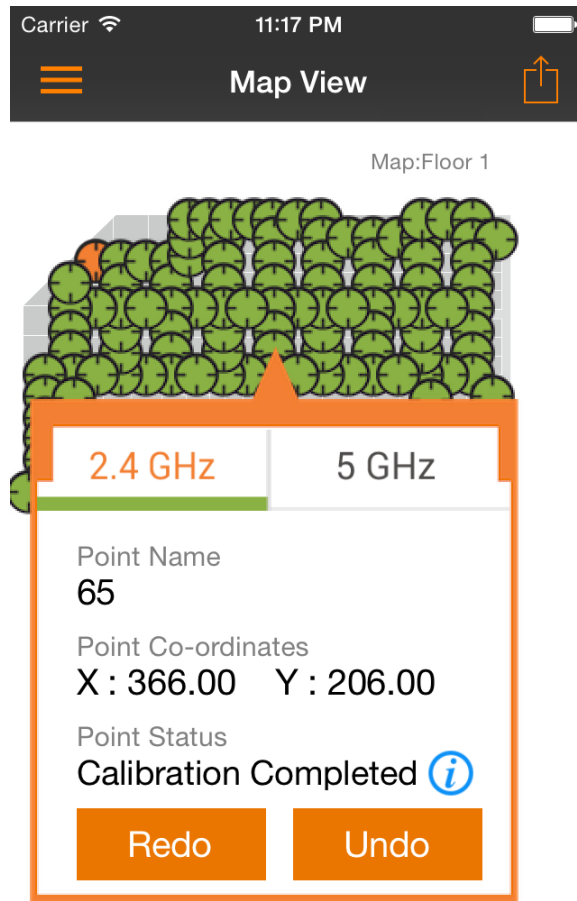 Carrier 11:17 PM
Map View
Map:Floor 1
2.4 GHz 5 GHz
Point Name
65
Point Co-ordinates
X : 366.00 Y : 206.00
Point Status
Calibration Completed i
Redo Undo